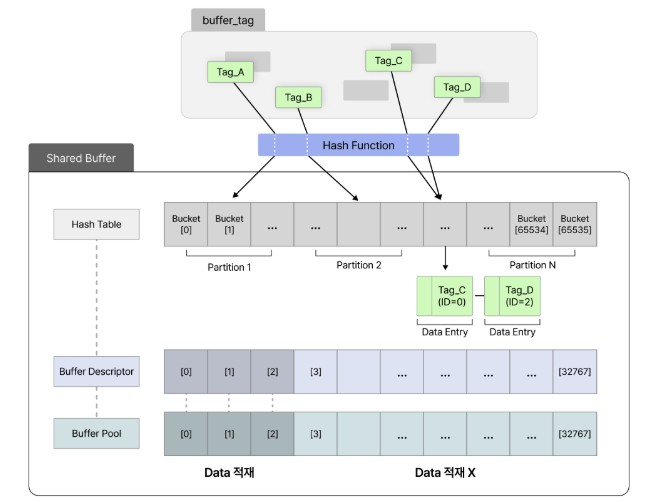 buffer_tag
Tag_A
Tag_B
Tag_C
Tag_D
Hash Function
Shared Buffer
Hash Table
Bucket
[0]
Bucket
[1]
...
...
...
...
...
Bucket
[65534]
Bucket
[65535]
Partition 1
Partition 2
Partition N
Tag_C
(ID=0)
Tag_D
(ID=2)
Data Entry
Data Entry
Buffer Descriptor
[0]
[1]
[2]
[3]
...
...
...
...
[32767]
Buffer Pool
[0]
[1]
[2]
[3]
...
...
...
...
[32767]
Data 적재
Data 적재 X